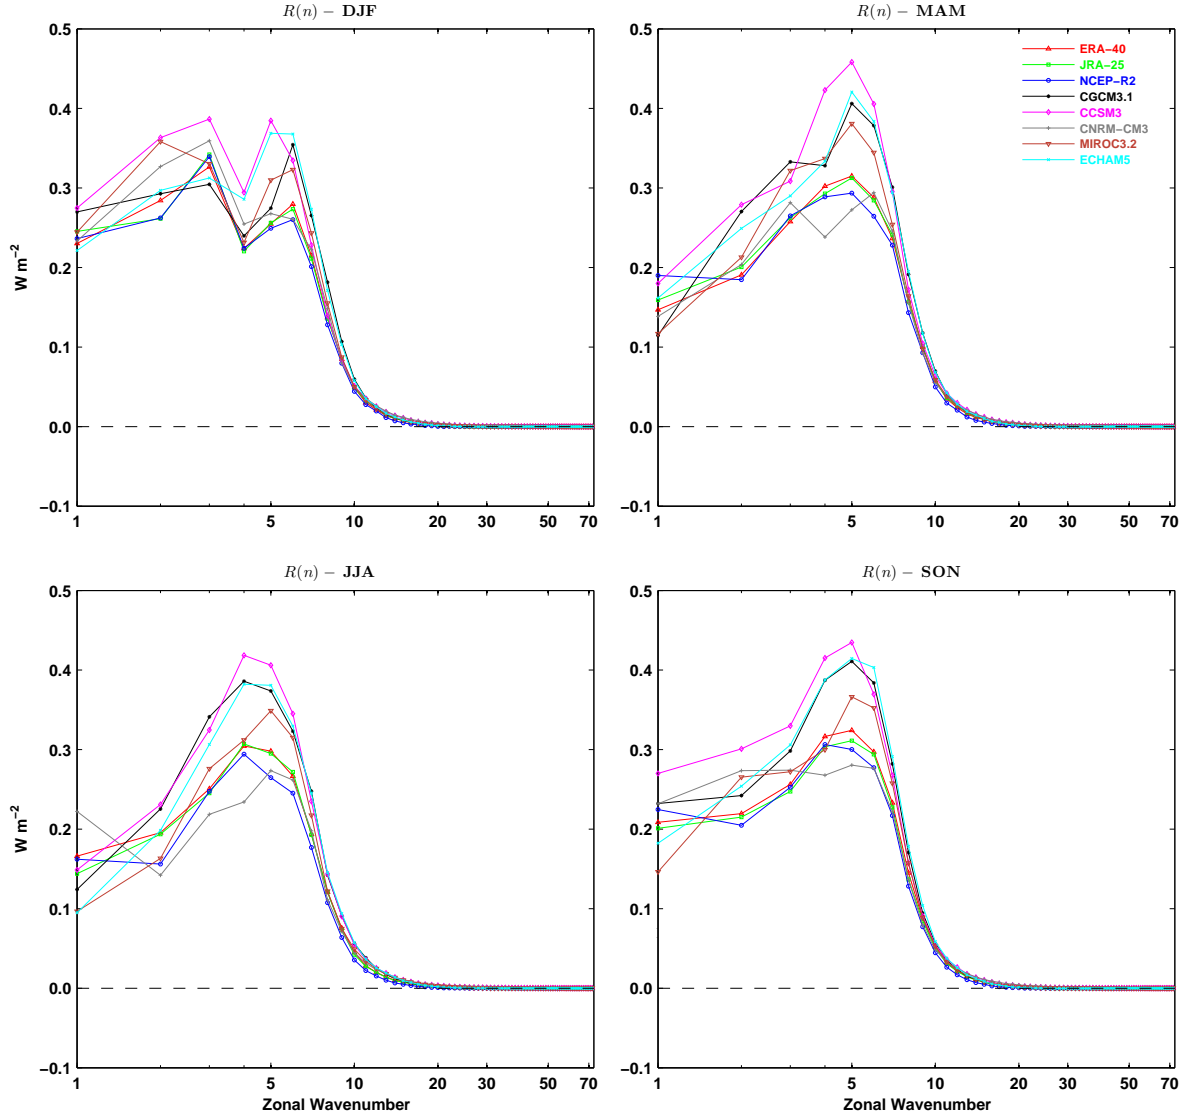 R(n) − DJF
0.5
0.4
0.3
0.2
0.1
0.0
−0.1
W m−2
1 5 10 20 30 50 70
R(n) − MAM
ERA−40
JRA−25
NCEP−R2
CGCM3.1
CCSM3
CNRM−CM3
MIROC3.2
ECHAM5
0.5
0.4
0.3
0.2
0.1
0.0
−0.1
1 5 10 20 30 50 70
R(n) − JJA
0.5
0.4
0.3
0.2
0.1
0.0
−0.1
W m−2
1 5 10 20 30 50 70
Zonal Wavenumber
R(n) − SON
0.5
0.4
0.3
0.2
0.1
0.0
−0.1
1 5 10 20 30 50 70
Zonal Wavenumber